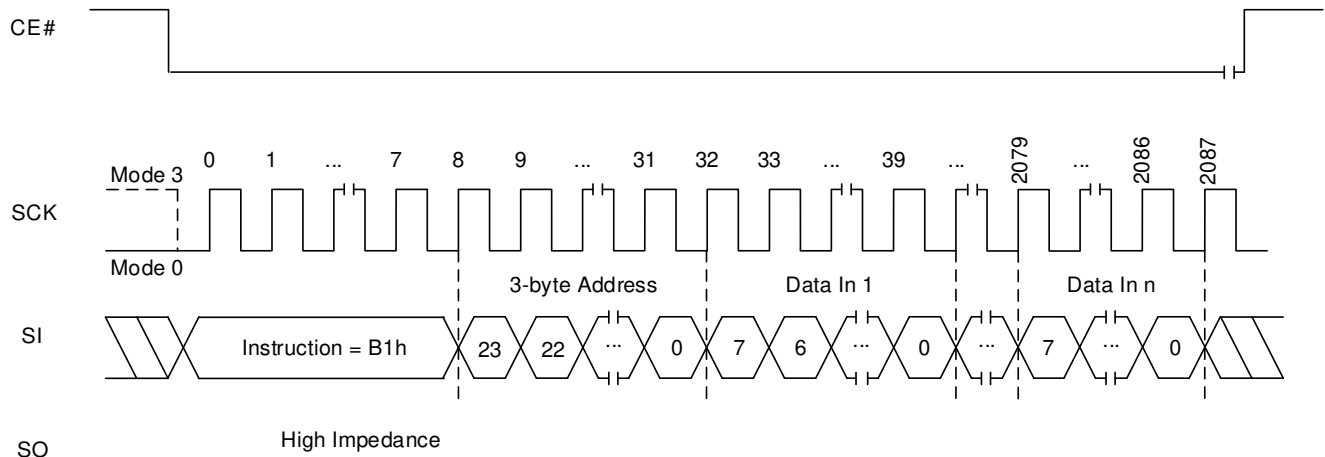 CE#
0 1 ... 7 8 9 ... 31 32 33 ... 39 ... 2079 ... 2086 2087
Mode 3
SCK
Mode 0
3-byte Address Data In 1 Data In n
SI
Instruction = B1h 23 22 ... 0 7 6 ... 0 ... 7 ... 0
High Impedance
SO